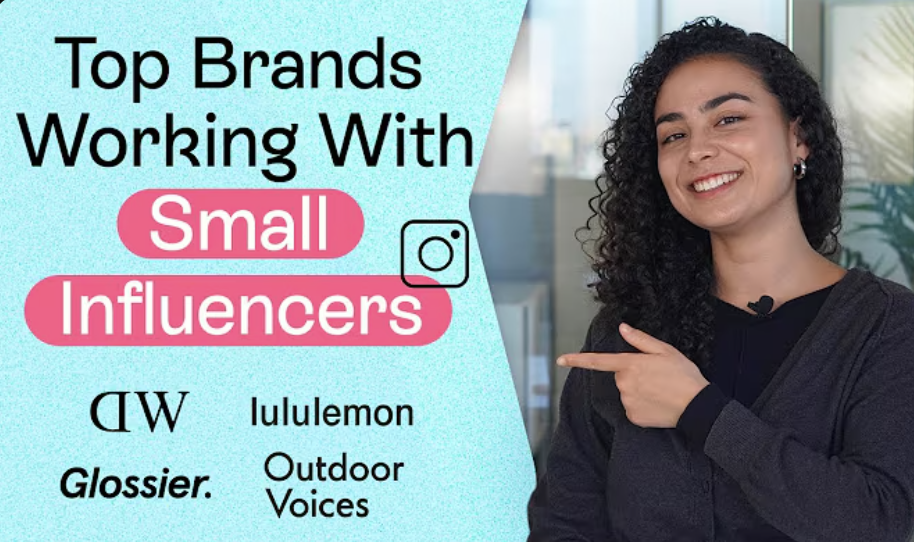 Top Brands
Working With
Small
Influencers
DW
lululemon
Glossier.
Outdoor
Voices